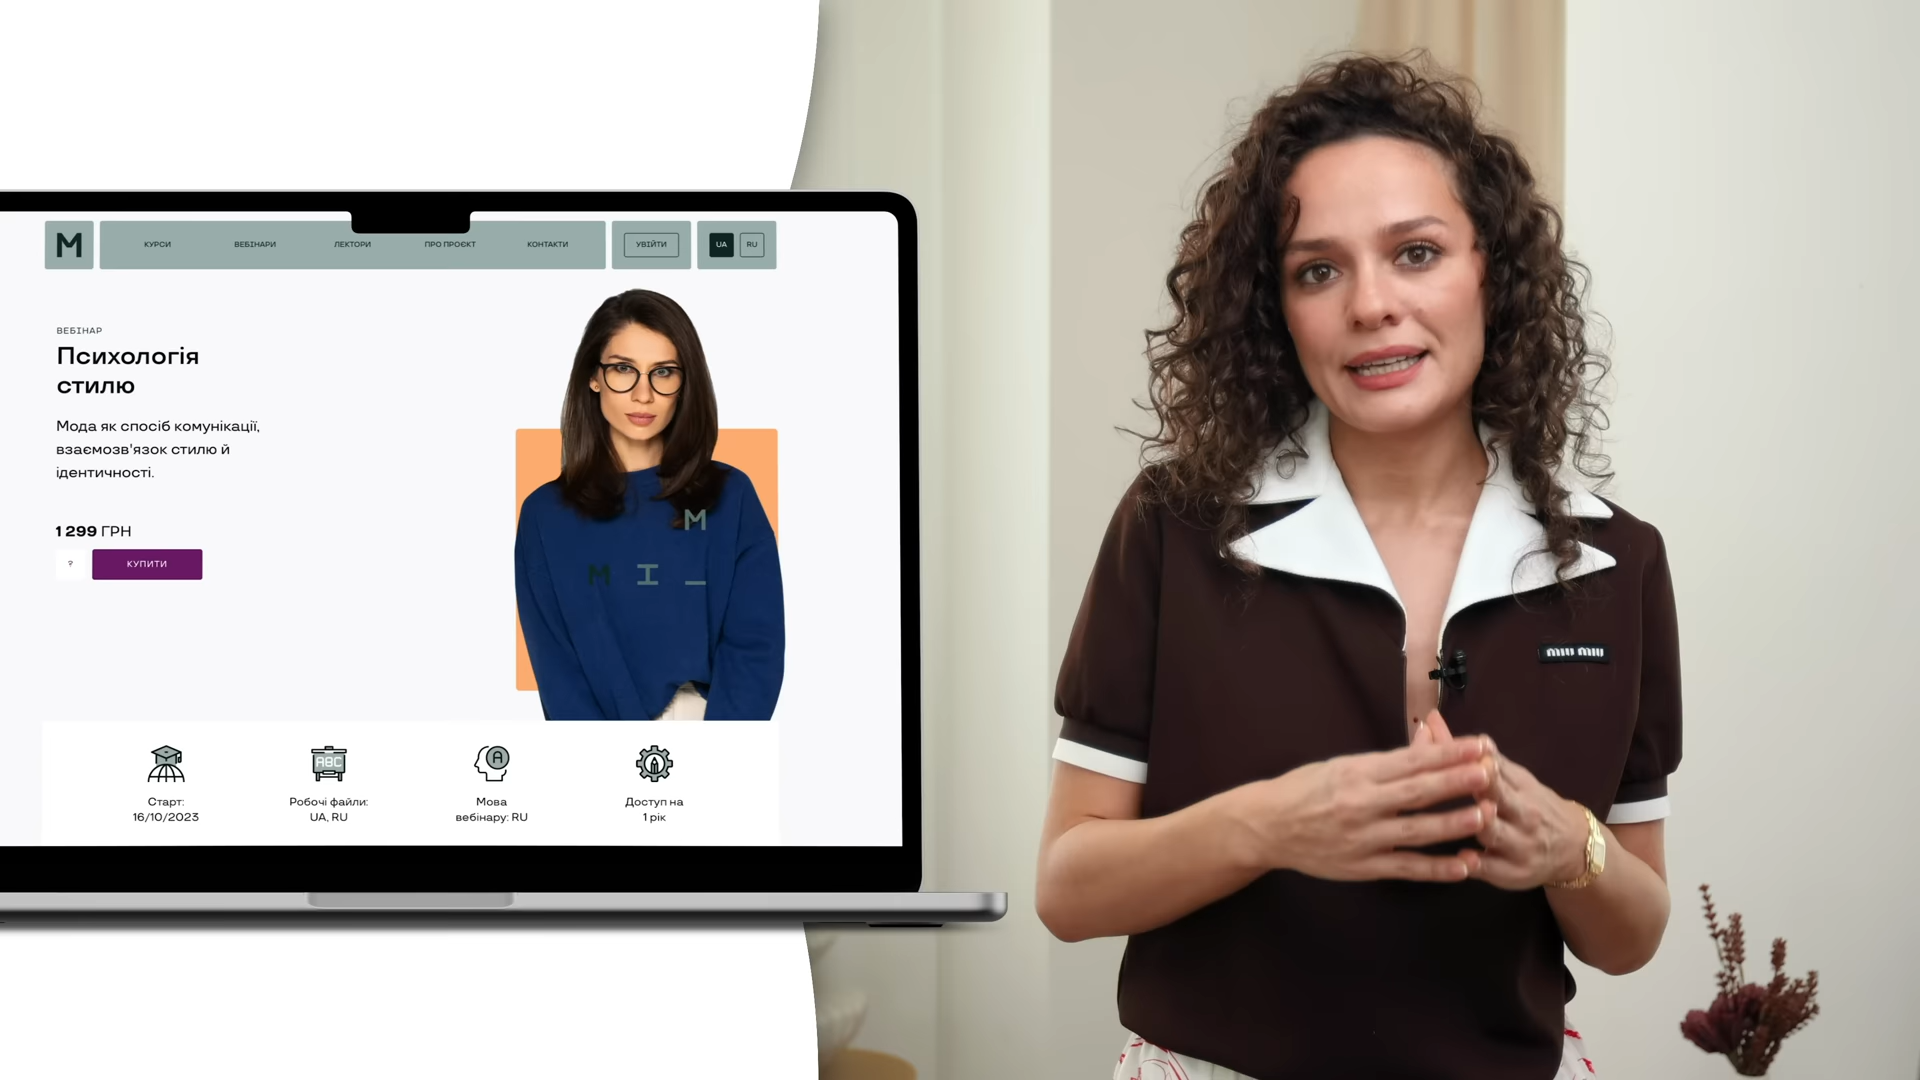 M
КУРСИ
ВЕБІНАРИ
ЛЕКТОРИ
ПРО ПРОЄКТ
КОНТАКТИ
УВІЙТИ
UA
RU
ВЕБІНАР
Психологія
стилю
Мода як спосіб комунікації,
взаємозв'язок стилю й
ідентичності.
1 299 ГРН
?
КУПИТИ
M
M I _
ABC
A
Старт:
16/10/2023
Робочі файли:
UA, RU
Мова
вебінару: RU
Доступ на
1 рік
miu miu